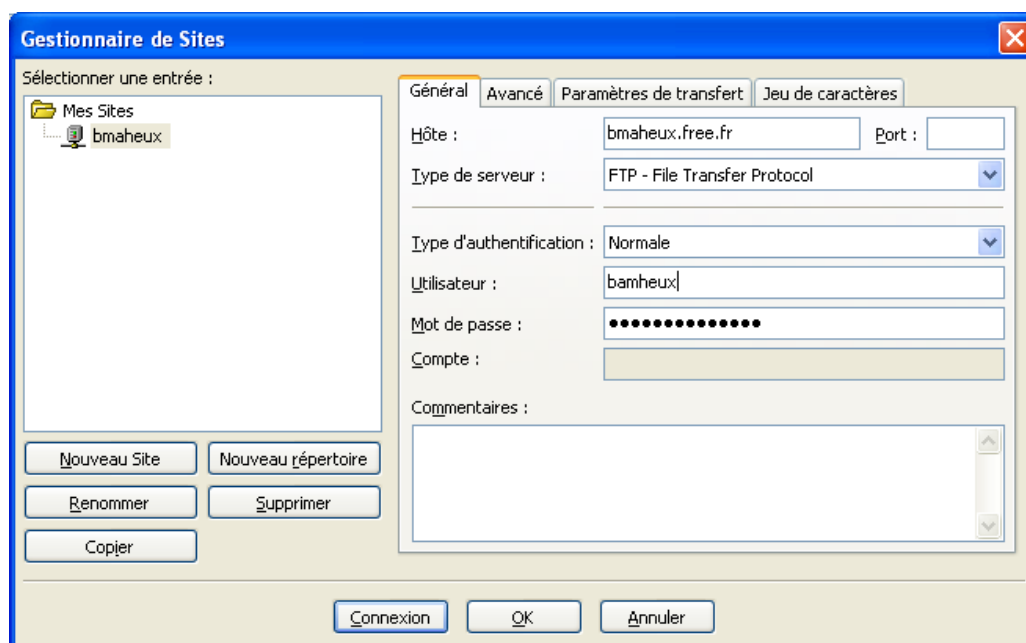 Gestionnaire de Sites
Sélectionner une entrée :
Mes Sites
bmaheux
Nouveau Site
Nouveau répertoire
Renommer
Supprimer
Copier
Général
Avancé
Paramètres de transfert
Jeu de caractères
Hôte : bmaheux.free.fr Port :
Type de serveur : FTP - File Transfer Protocol
Type d'authentification : Normale
Utilisateur : bamheux
Mot de passe : ●●●●●●●●●●●●●●
Compte :
Commentaires :
Connexion
OK
Annuler